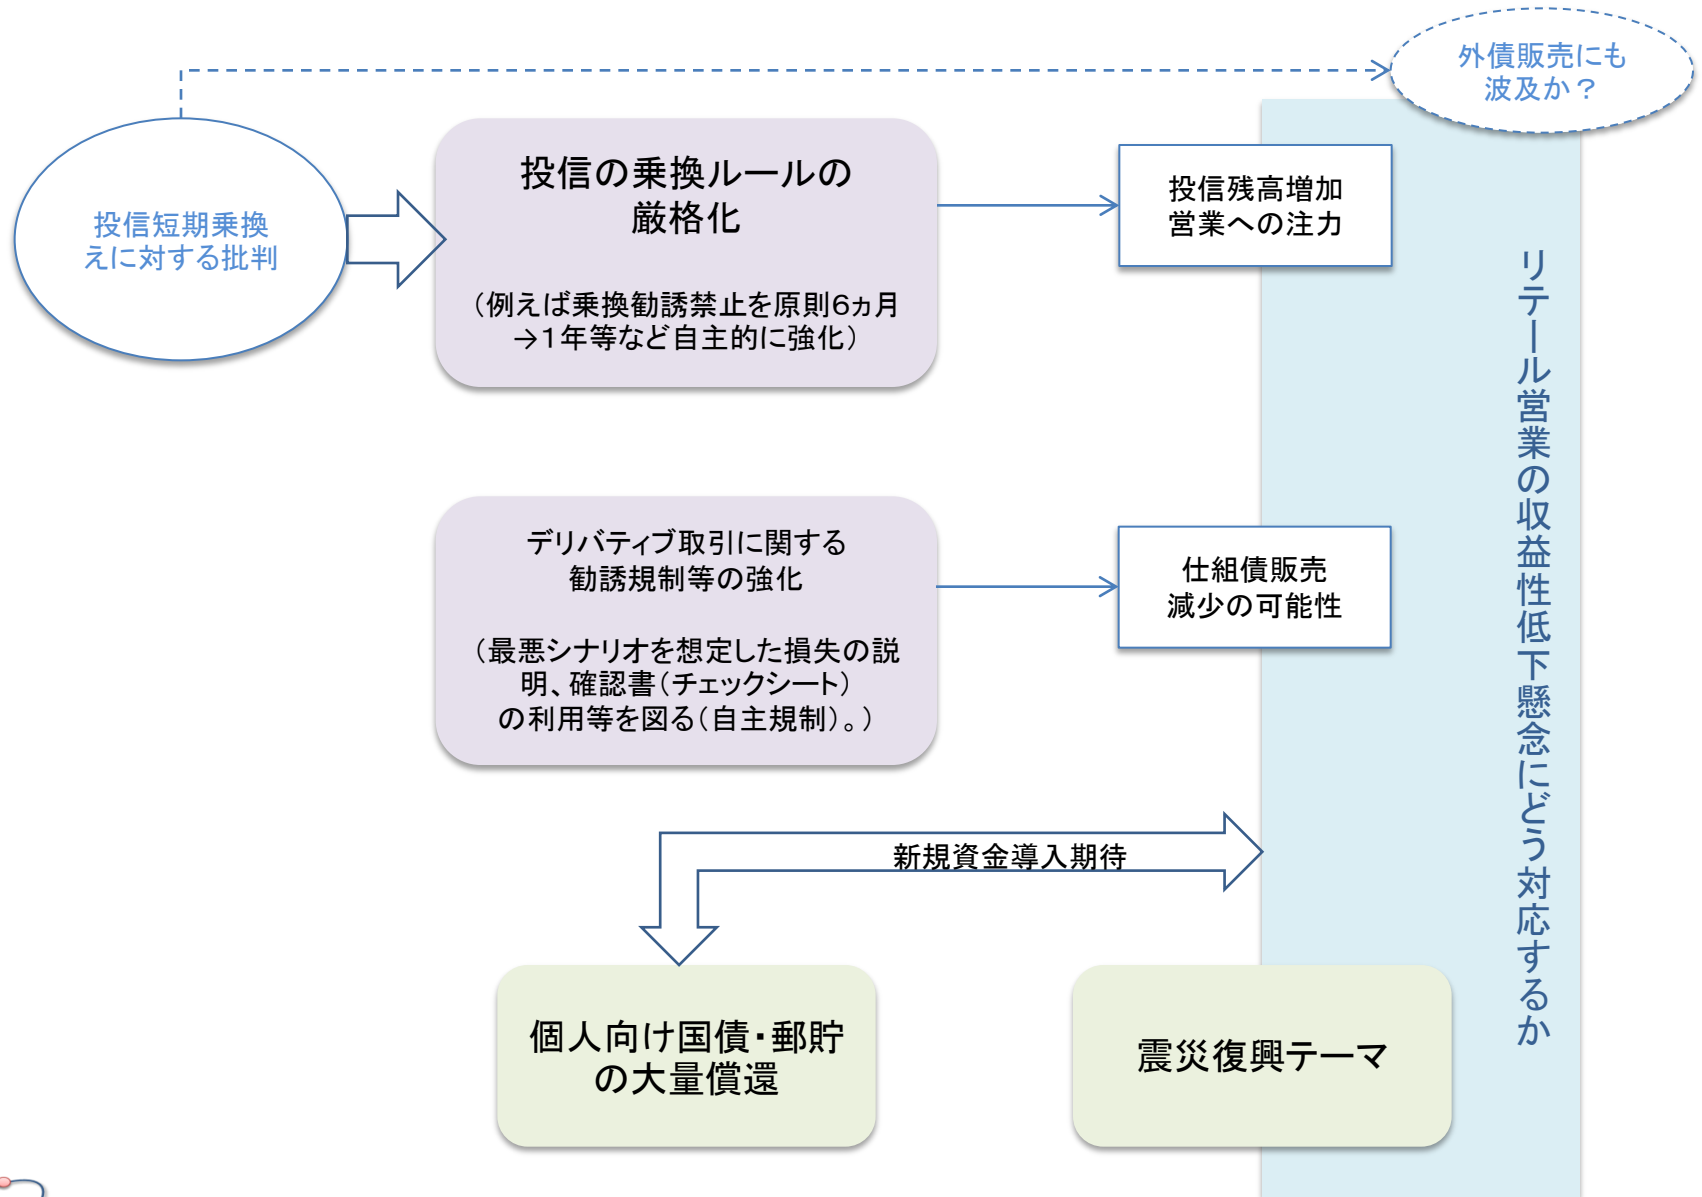 外債販売にも
波及か？
投信短期乗換
えに対する批判
投信の乗換ルールの
厳格化
（例えば乗換勧誘禁止を原則６ヵ月
→１年等など自主的に強化）
投信残高増加
営業への注力
デリバティブ取引に関する
勧誘規制等の強化
（最悪シナリオを想定した損失の説
明、確認書（チェックシート）
の利用等を図る（自主規制）。）
仕組債販売
減少の可能性
リテール営業の収益性低下懸念にどう対応するか
新規資金導入期待
個人向け国債・郵貯
の大量償還
震災復興テーマ